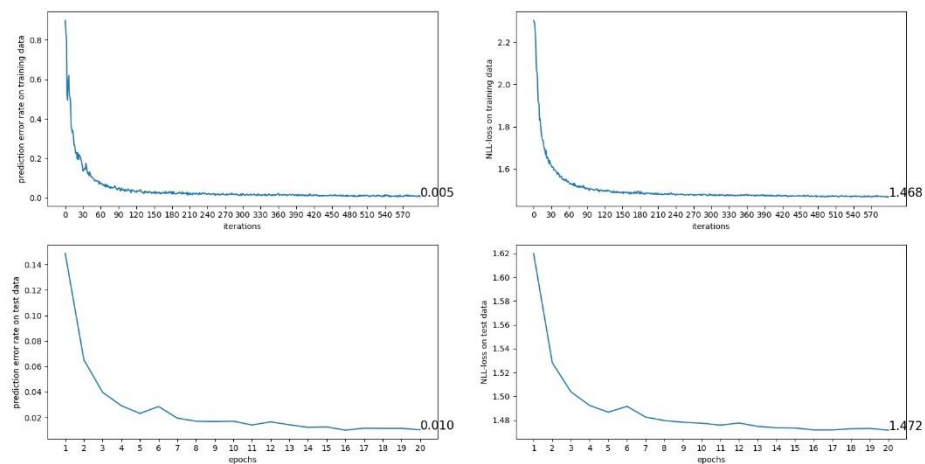 prediction error rate on training data
0.8
0.6
0.4
0.2
0.0
0 30 60 90 120 150 180 210 240 270 300 330 360 390 420 450 480 510 540 570
0.005
iterations
NLL-loss on training data
2.2
2.0
1.8
1.6
0 30 60 90 120 150 180 210 240 270 300 330 360 390 420 450 480 510 540 570
1.468
iterations
prediction error rate on test data
0.14
0.12
0.10
0.08
0.06
0.04
0.02
1 2 3 4 5 6 7 8 9 10 11 12 13 14 15 16 17 18 19 20
0.010
epochs
NLL-loss on test data
1.62
1.60
1.58
1.56
1.54
1.52
1.50
1.48
1 2 3 4 5 6 7 8 9 10 11 12 13 14 15 16 17 18 19 20
1.472
epochs